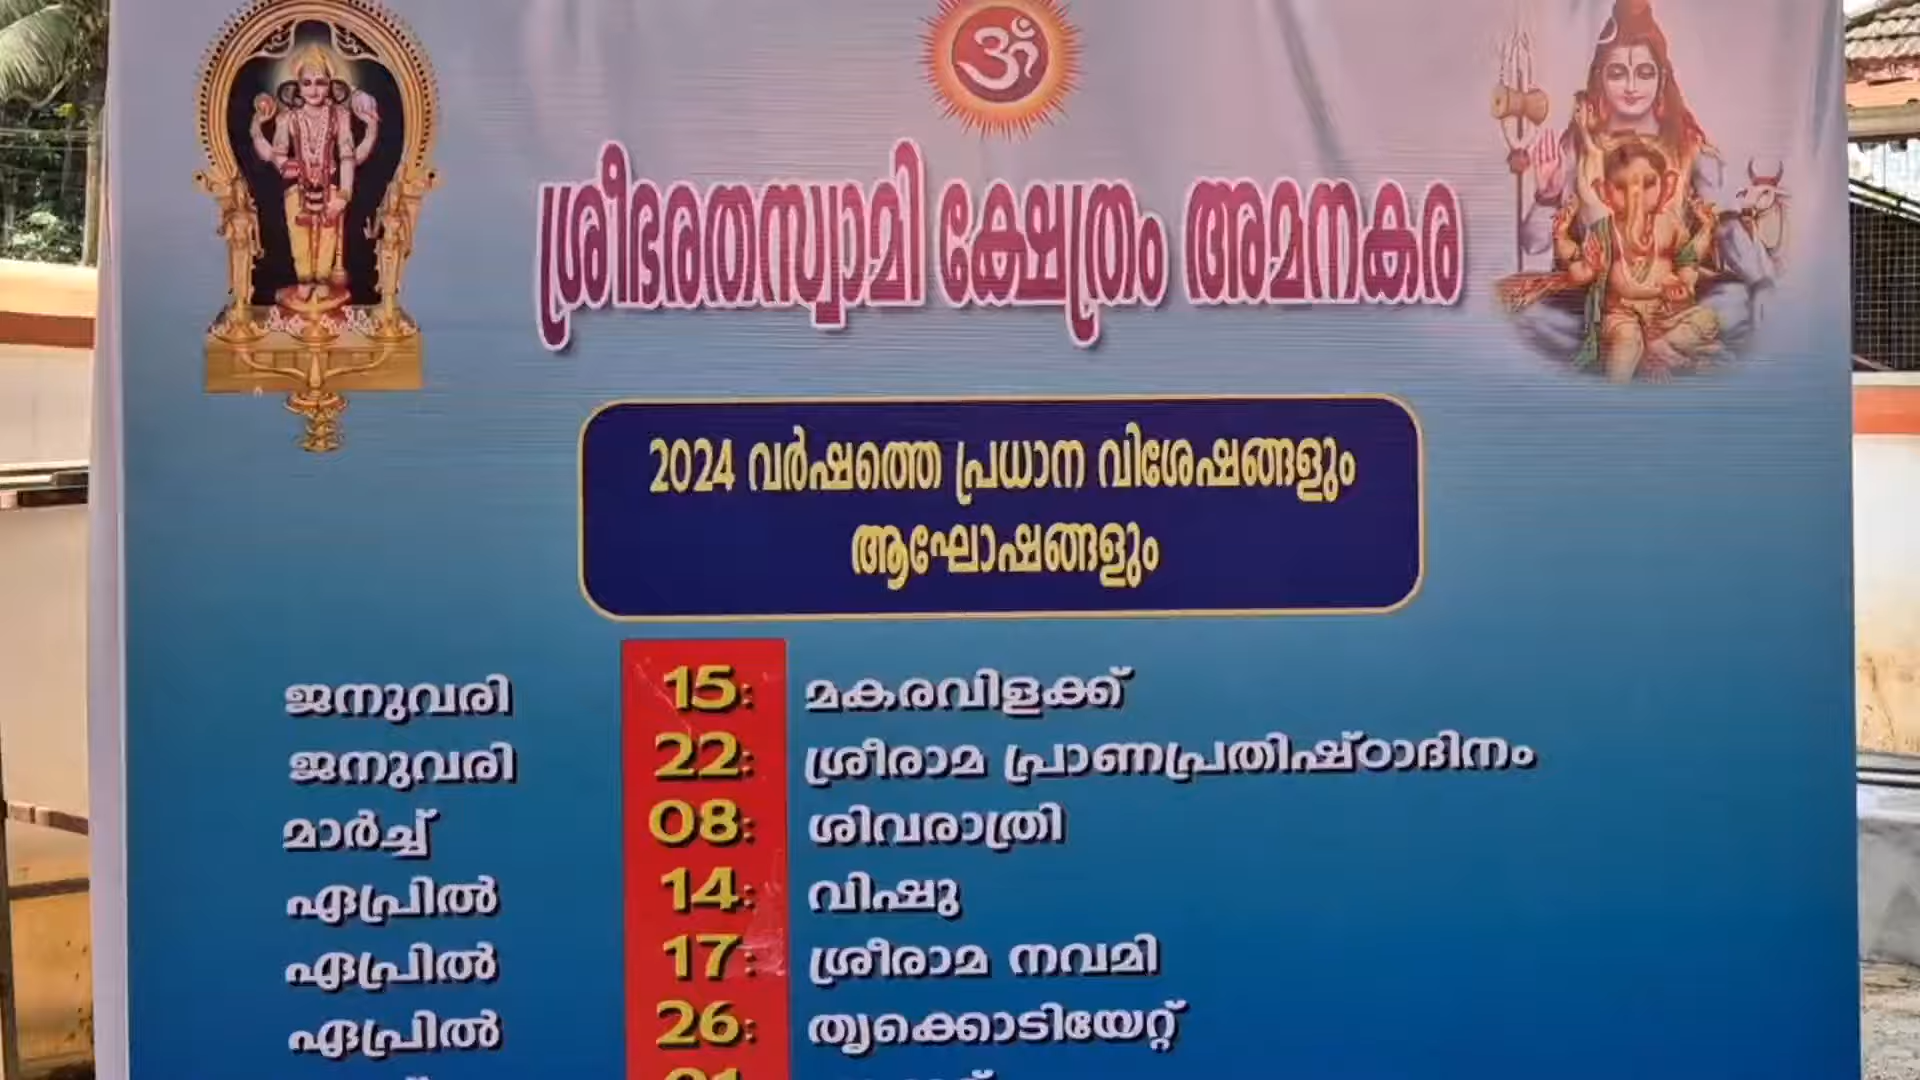 ॐ
ശ്രീഭരതസ്വാമി ക്ഷേത്രം അമനകര
2024 വർഷത്തെ പ്രധാന വിശേഷങ്ങളും
ആഘോഷങ്ങളും
ജനുവരി 15: മകരവിളക്ക്
ജനുവരി 22: ശ്രീരാമ പ്രാണപ്രതിഷ്ഠാദിനം
മാർച്ച് 08: ശിവരാത്രി
ഏപ്രിൽ 14: വിഷു
ഏപ്രിൽ 17: ശ്രീരാമ നവമി
ഏപ്രിൽ 26: തൃക്കൊടിയേറ്റ്